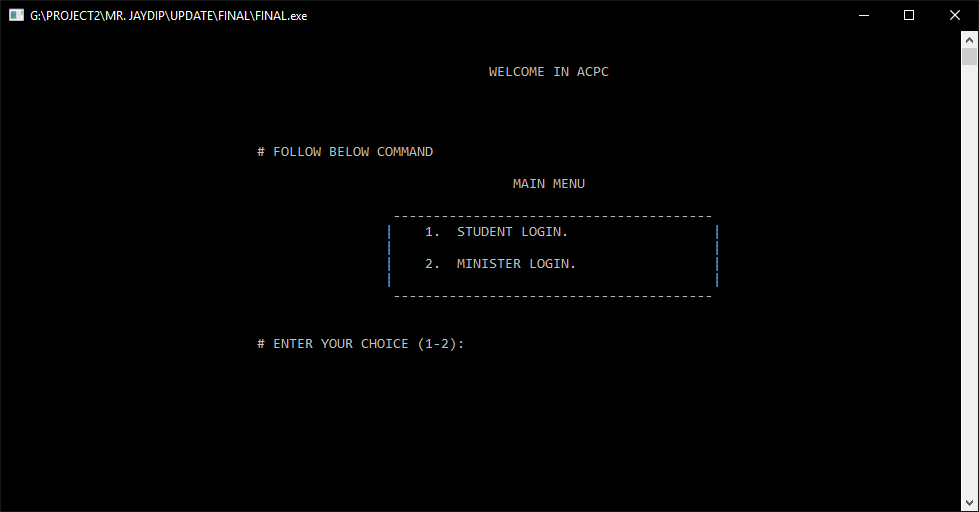 G:\PROJECT2\MR. JAYDIP\UPDATE\FINAL\FINAL.exe
WELCOME IN ACPC
# FOLLOW BELOW COMMAND
MAIN MENU
----------------------------------------
|    1.  STUDENT LOGIN.                  |
|                                        |
|    2.  MINISTER LOGIN.                 |
|                                        |
----------------------------------------
# ENTER YOUR CHOICE (1-2):